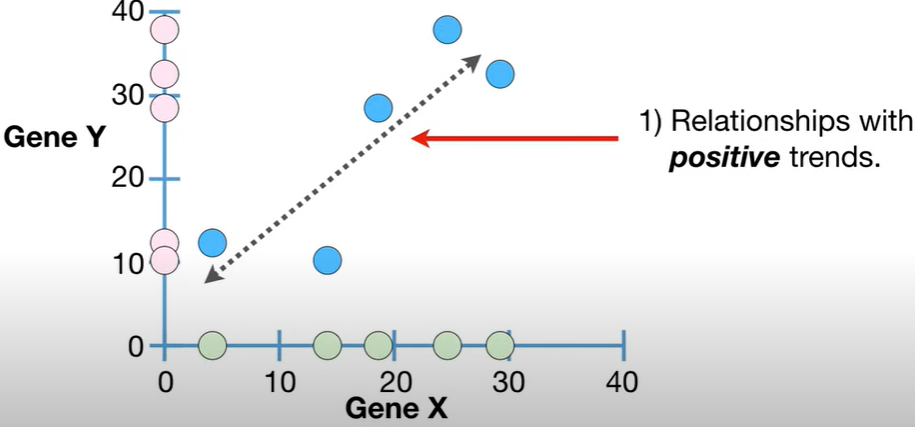 40
30
Gene Y
20
10
0
0 10 20 30 40
Gene X
1) Relationships with
positive trends.